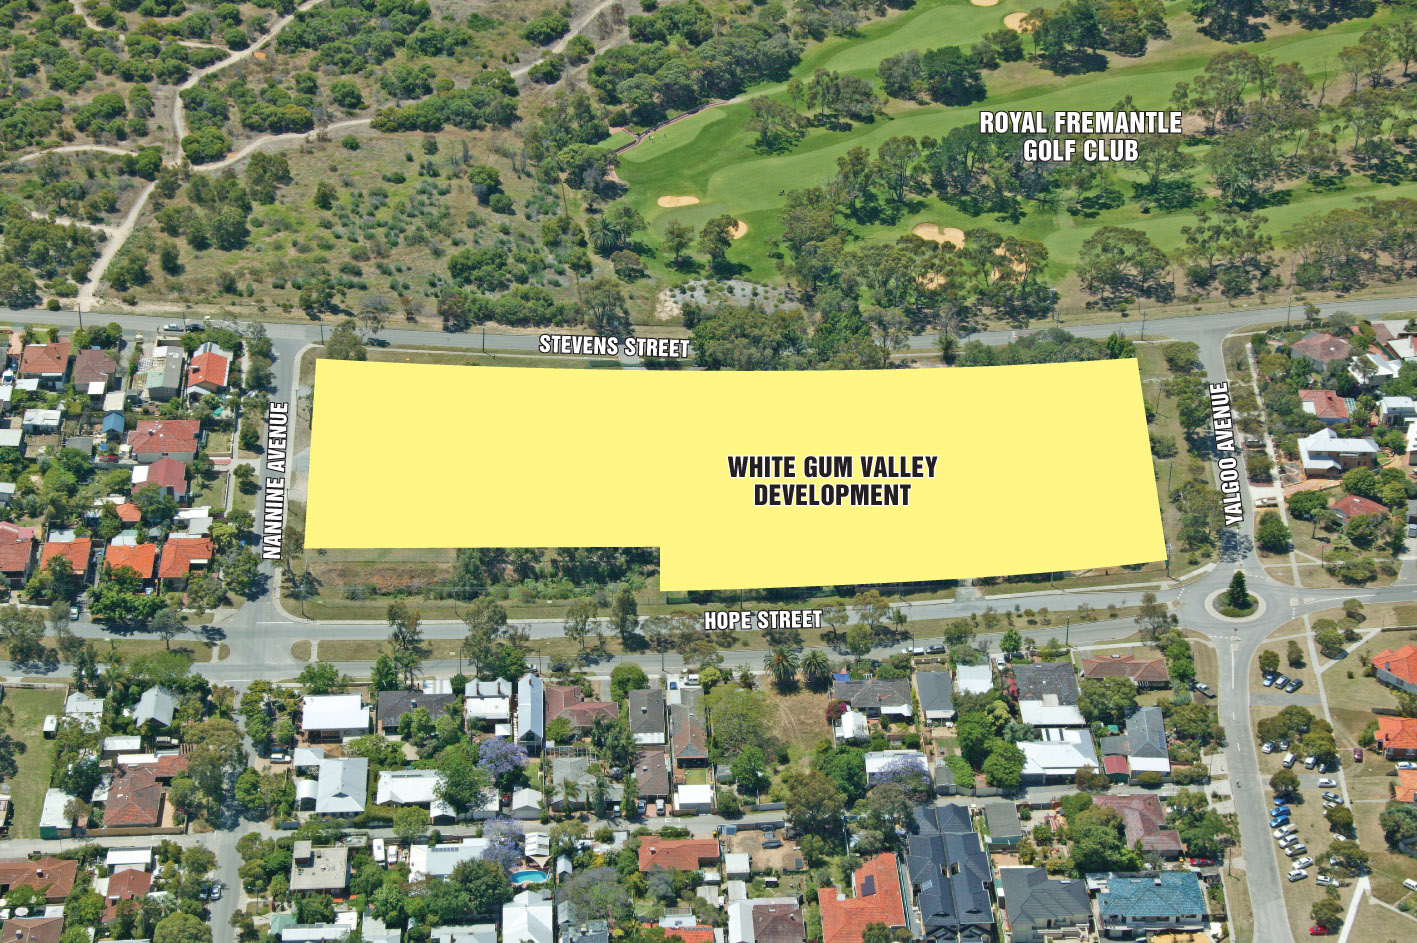 ROYAL FREMANTLE
GOLF CLUB
STEVENS STREET
NANNINE AVENUE
YALGOO AVENUE
WHITE GUM VALLEY
DEVELOPMENT
HOPE STREET